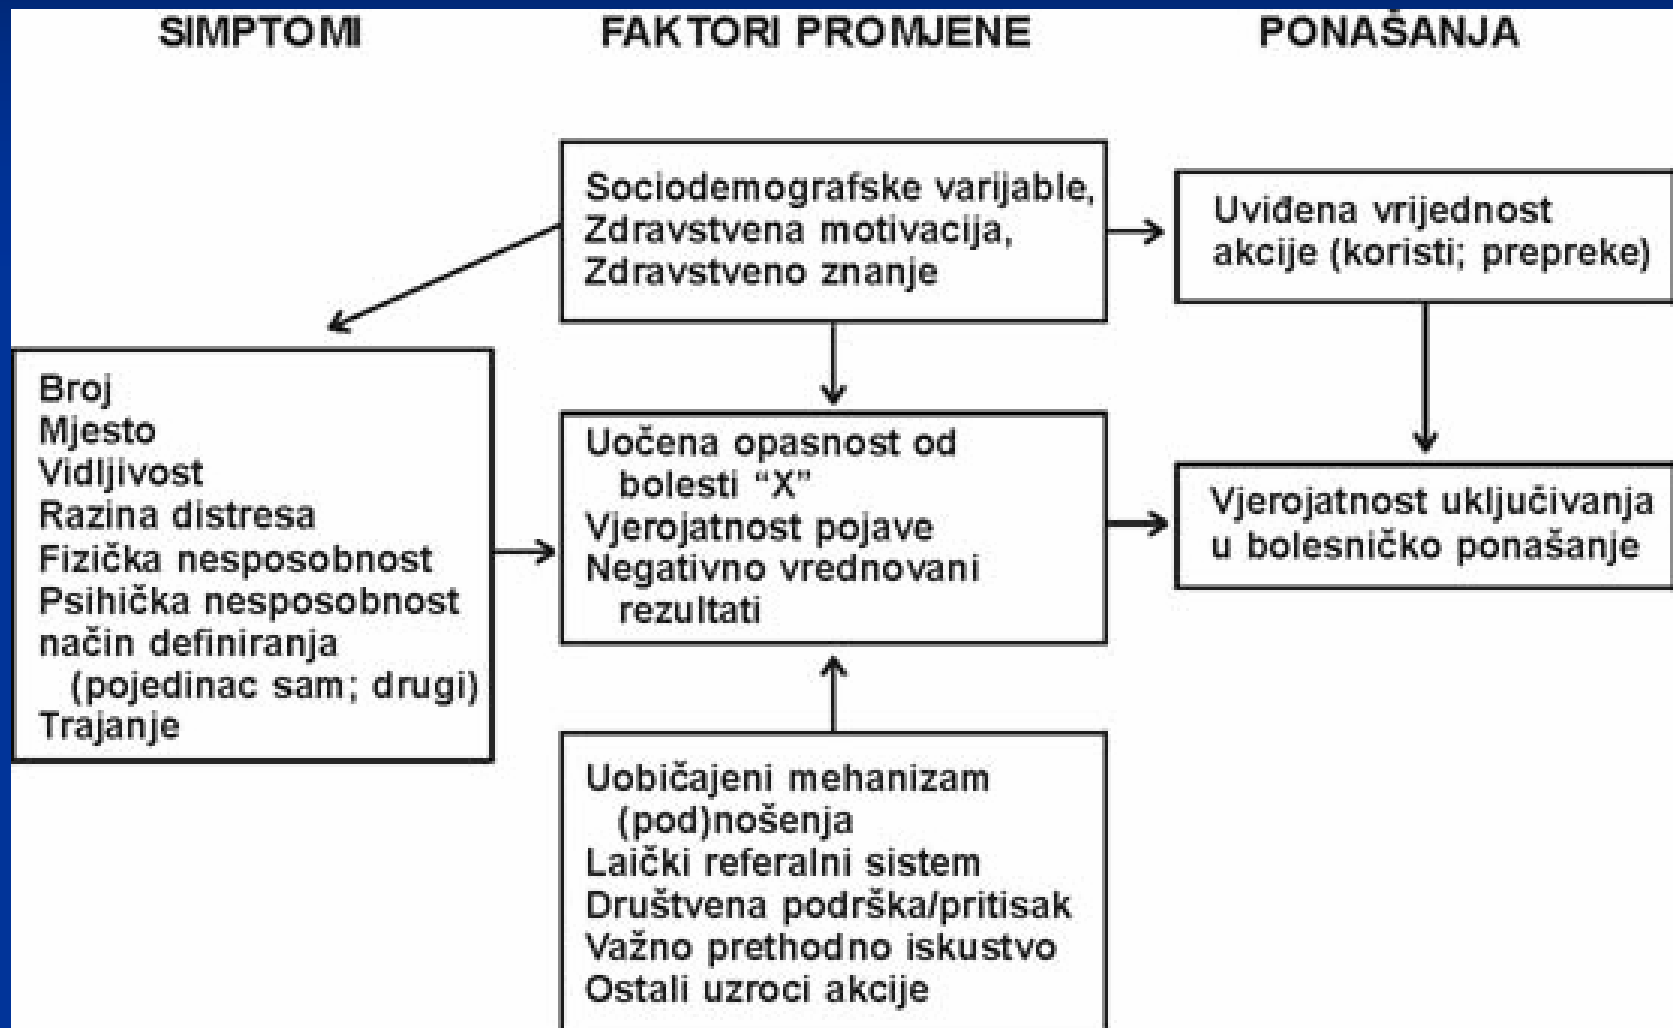 SIMPTOMI
FAKTORI PROMJENE
PONAŠANJA
Sociodemografske varijable,
Zdravstvena motivacija,
Zdravstveno znanje
Uviđena vrijednost
akcije (koristi; prepreke)
Broj
Mjesto
Vidljivost
Razina distresa
Fizička nesposobnost
Psihička nesposobnost
način definiranja
(pojedinac sam; drugi)
Trajanje
Uočena opasnost od
bolesti “X”
Vjerojatnost pojave
Negativno vrednovani
rezultati
Vjerojatnost uključivanja
u bolesničko ponašanje
Uobičajeni mehanizam
(pod)nošenja
Laički referalni sistem
Društvena podrška/pritisak
Važno prethodno iskustvo
Ostali uzroci akcije